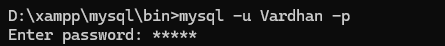 D:\xampp\mysql\bin>mysql -u Vardhan -p
Enter password: *****